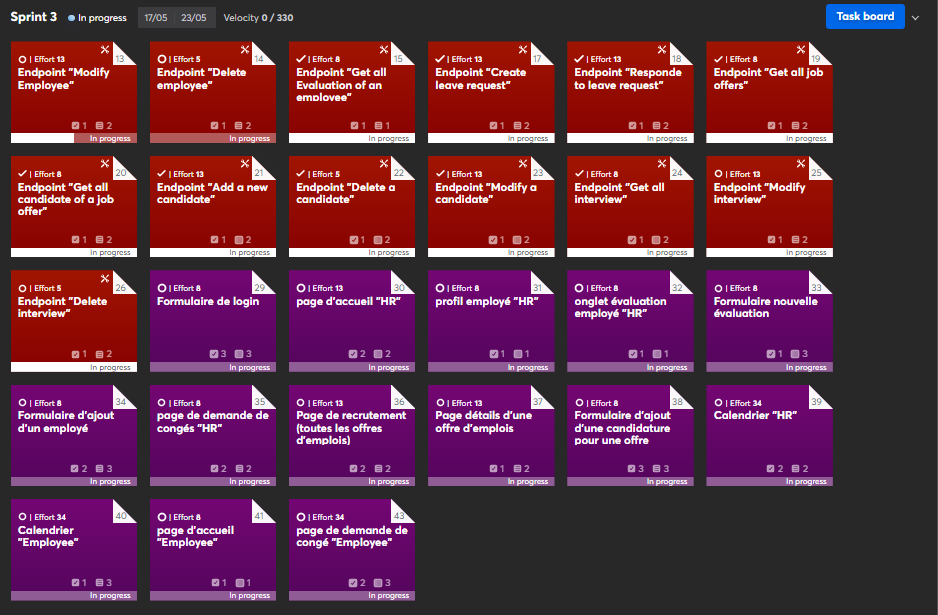 Sprint 3 In progress 17/05 23/05 Velocity 0 / 330 Task board
| Effort 13 13
Endpoint "Modify
Employee"
1 2
In progress
| Effort 5 14
Endpoint "Delete
employee"
1 2
In progress
| Effort 8 15
Endpoint "Get all
Evaluation of an
employee"
1 1
In progress
| Effort 13 17
Endpoint "Create
leave request"
1 2
In progress
| Effort 13 18
Endpoint "Responde
to leave request"
1 2
In progress
| Effort 8 19
Endpoint "Get all job
offers"
1 2
In progress
| Effort 8 20
Endpoint "Get all
candidate of a job
offer"
1 2
In progress
| Effort 13 21
Endpoint "Add a new
candidate"
1 2
In progress
| Effort 5 22
Endpoint "Delete a
candidate"
1 2
In progress
| Effort 13 23
Endpoint "Modify a
candidate"
1 2
In progress
| Effort 8 24
Endpoint "Get all
interview"
1 2
In progress
| Effort 13 25
Endpoint "Modify
interview"
1 2
In progress
| Effort 5 26
Endpoint "Delete
interview"
1 2
In progress
| Effort 8 29
Formulaire de login
3 3
In progress
| Effort 13 30
page d'accueil "HR"
2 2
In progress
| Effort 13 31
profil employé "HR"
1 1
In progress
| Effort 8 32
onglet évaluation
employé "HR"
1 1
In progress
| Effort 8 33
Formulaire nouvelle
évaluation
1 3
In progress
| Effort 8 34
Formulaire d'ajout
d'un employé
2 3
In progress
| Effort 8 35
page de demande de
congés "HR"
2 2
In progress
| Effort 13 36
Page de recrutement
(toutes les offres
d'emplois)
2 2
In progress
| Effort 13 37
Page détails d'une
offre d'emplois
1 2
In progress
| Effort 8 38
Formulaire d'ajout
d'une candidature
pour une offre
3 3
In progress
| Effort 34 39
Calendrier "HR"
2 2
In progress
| Effort 34 40
Calendrier
"Employee"
1 3
In progress
| Effort 8 41
page d'accueil
"Employee"
1 1
In progress
| Effort 34 43
page de demande de
congé "Employee"
2 3
In progress